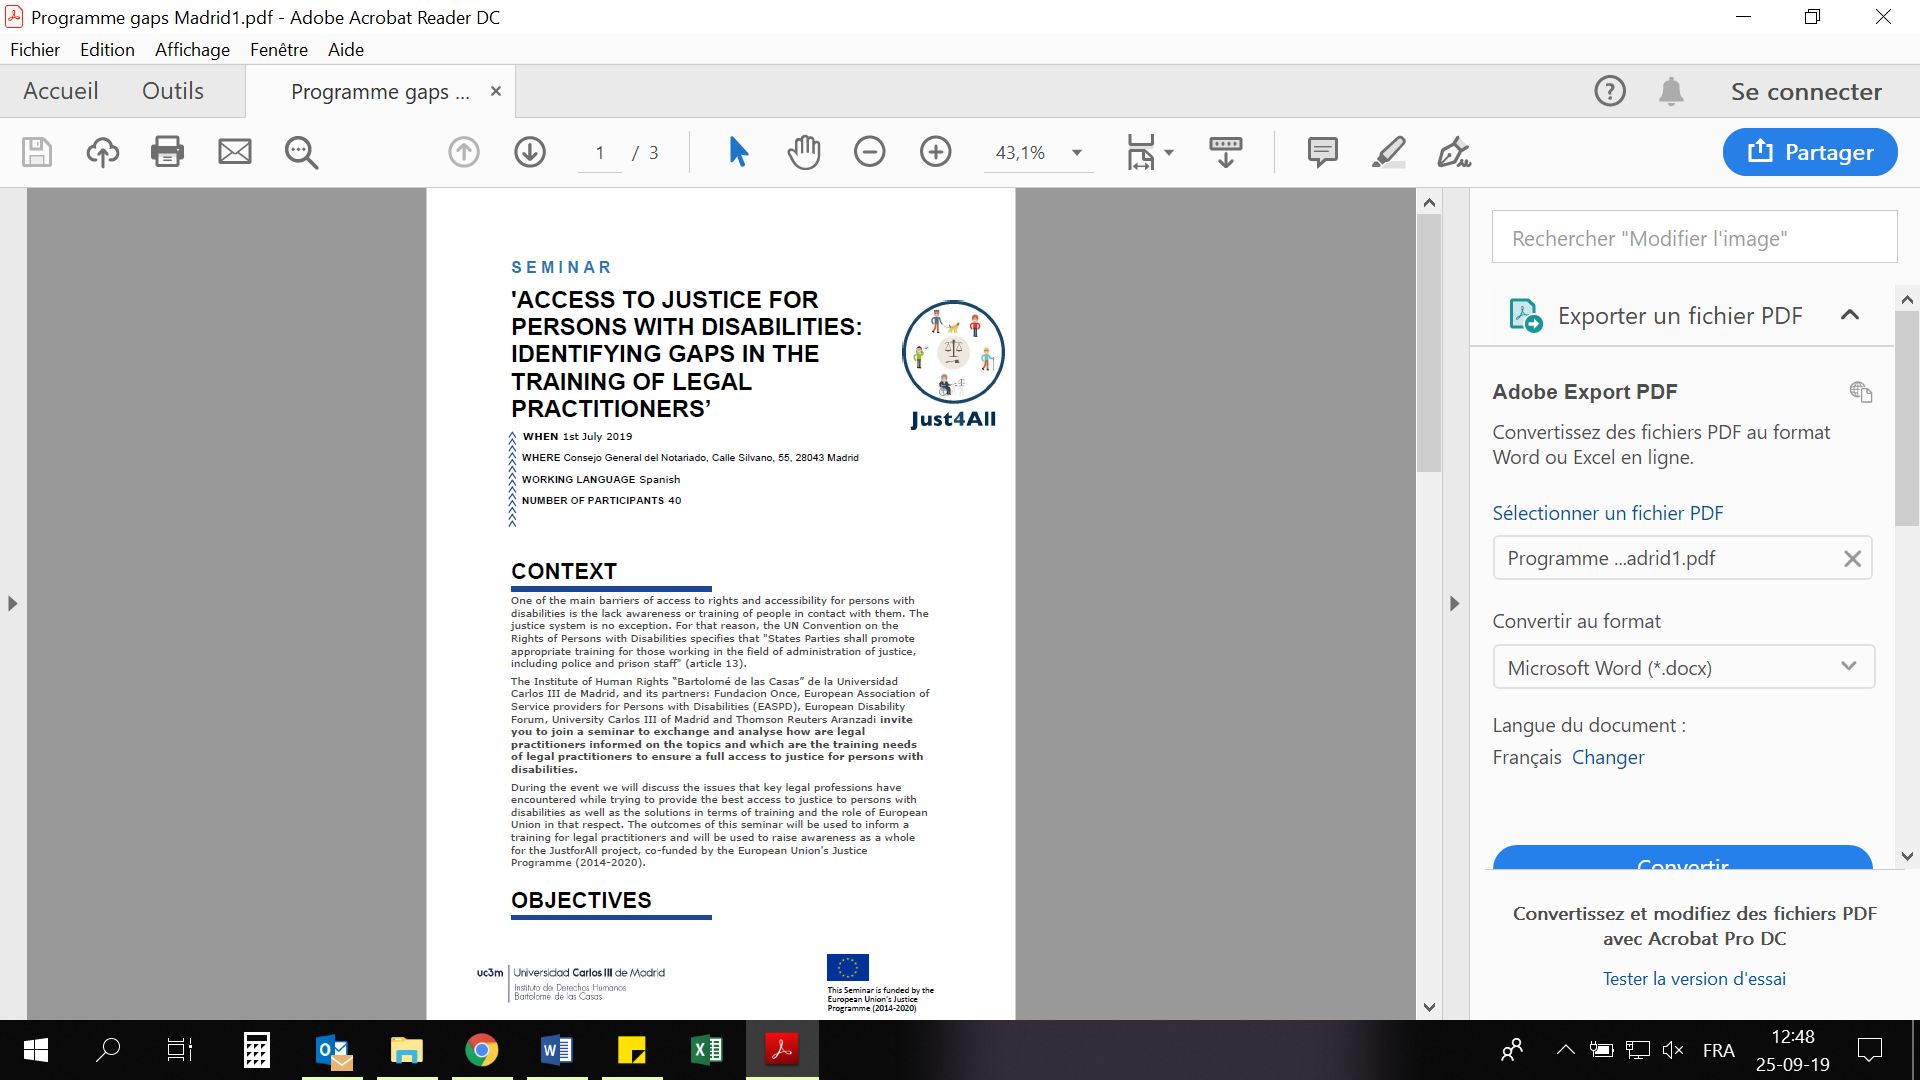 Programme gaps Madrid1.pdf - Adobe Acrobat Reader DC
Fichier Edition Affichage Fenêtre Aide
Accueil Outils Programme gaps ... × ? Se connecter
1 / 3 43,1% Partager
SEMINAR
'ACCESS TO JUSTICE FOR
PERSONS WITH DISABILITIES:
IDENTIFYING GAPS IN THE
TRAINING OF LEGAL
PRACTITIONERS’
Just4All
WHEN 1st July 2019
WHERE Consejo General del Notariado, Calle Silvano, 55, 28043 Madrid
WORKING LANGUAGE Spanish
NUMBER OF PARTICIPANTS 40
CONTEXT
One of the main barriers of access to rights and accessibility for persons with
disabilities is the lack awareness or training of people in contact with them. The
justice system is no exception. For that reason, the UN Convention on the
Rights of Persons with Disabilities specifies that "States Parties shall promote
appropriate training for those working in the field of administration of justice,
including police and prison staff" (article 13).
The Institute of Human Rights “Bartolomé de las Casas” de la Universidad
Carlos III de Madrid, and its partners: Fundacion Once, European Association of
Service providers for Persons with Disabilities (EASPD), European Disability
Forum, University Carlos III of Madrid and Thomson Reuters Aranzadi invite
you to join a seminar to exchange and analyse how are legal
practitioners informed on the topics and which are the training needs
of legal practitioners to ensure a full access to justice for persons with
disabilities.
During the event we will discuss the issues that key legal professions have
encountered while trying to provide the best access to justice to persons with
disabilities as well as the solutions in terms of training and the role of European
Union in that respect. The outcomes of this seminar will be used to inform a
training for legal practitioners and will be used to raise awareness as a whole
for the JustforAll project, co-funded by the European Union's Justice
Programme (2014-2020).
OBJECTIVES
uc3m Universidad Carlos III de Madrid
Instituto de Derechos Humanos
Bartolomé de las Casas
This Seminar is funded by the
European Union's Justice
Programme (2014-2020)
Rechercher "Modifier l'image"
Exporter un fichier PDF
Adobe Export PDF
Convertissez des fichiers PDF au format
Word ou Excel en ligne.
Sélectionner un fichier PDF
Programme ...adrid1.pdf
Convertir au format
Microsoft Word (*.docx)
Langue du document :
Français Changer
Convertir
Convertissez et modifiez des fichiers PDF
avec Acrobat Pro DC
Tester la version d'essai
FRA
12:48
25-09-19